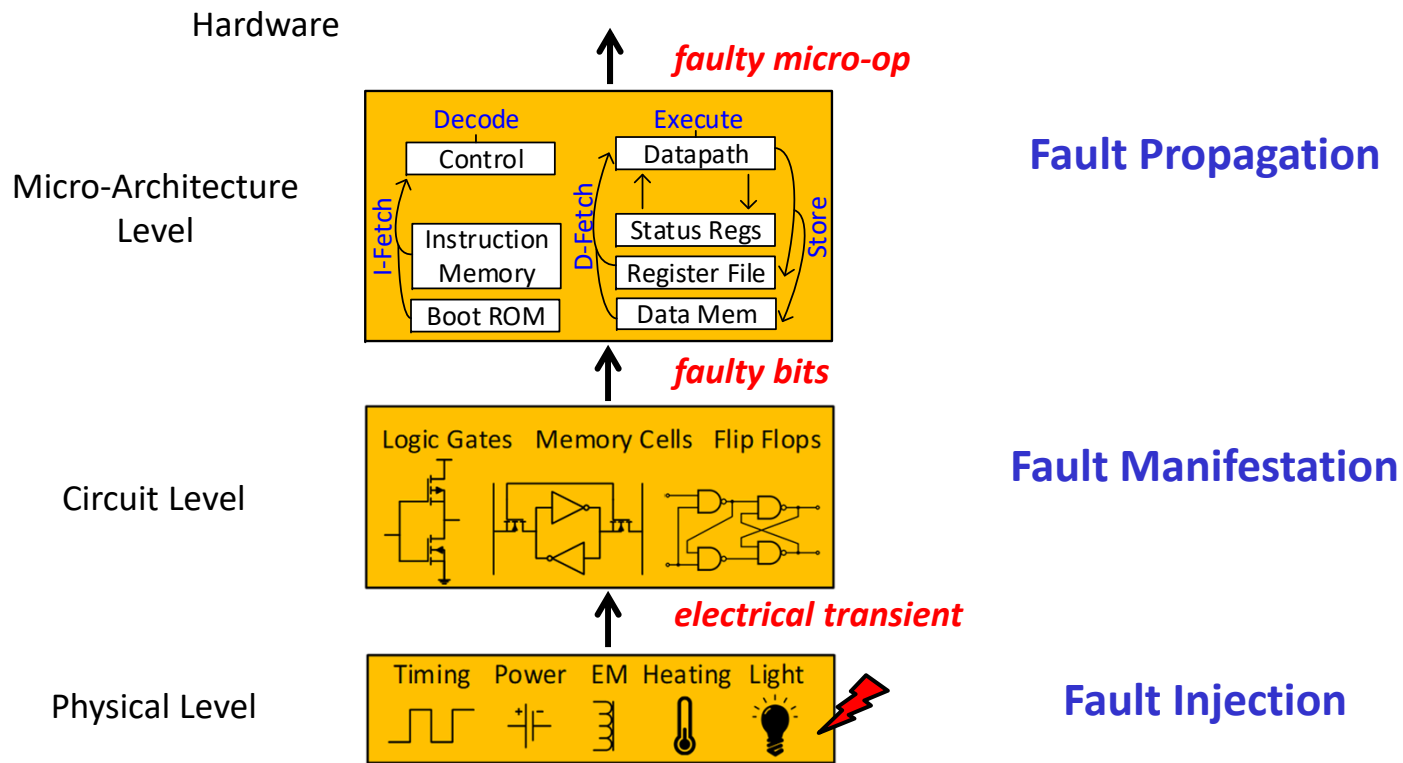 Hardware
faulty micro-op
Decode
Execute
Control
Datapath
Fault Propagation
Micro-Architecture
Level
I-Fetch
D-Fetch
Store
Status Regs
Instruction
Memory
Register File
Boot ROM
Data Mem
faulty bits
Logic Gates Memory Cells Flip Flops
Fault Manifestation
Circuit Level
electrical transient
Timing Power EM Heating Light
+ -
Physical Level
Fault Injection